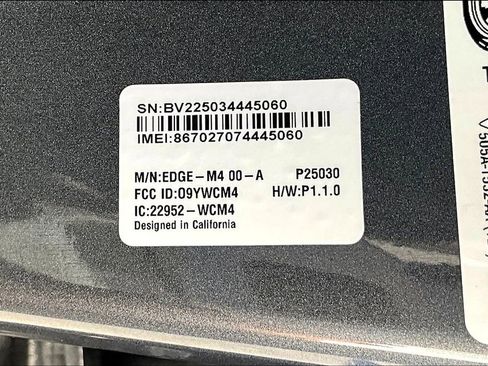 SN:BV225034445060
IMEI:867027074445060
M/N:EDGE-M4 00-A P25030
FCC ID:O9YWCM4 H/W:P1.1.0
IC:22952-WCM4
Designed in California